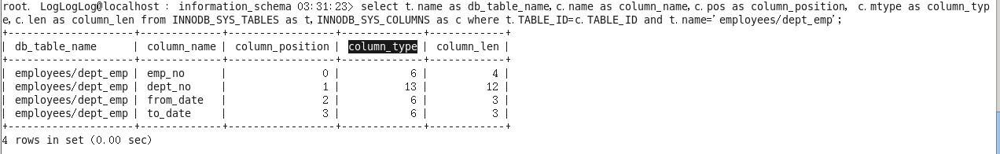 root. LogLogLog@localhost : information_schema 03:31:23> select t.name as db_table_name,c.name as column_name,c.pos as column_position, c.mtype as column_typ
e,c.len as column_len from INNODB_SYS_TABLES as t,INNODB_SYS_COLUMNS as c where t.TABLE_ID=c.TABLE_ID and t.name='employees/dept_emp';
+-------------------+-------------+-----------------+-------------+------------+
| db_table_name | column_name | column_position | column_type | column_len |
+-------------------+-------------+-----------------+-------------+------------+
| employees/dept_emp | emp_no | 0 | 6 | 4 |
| employees/dept_emp | dept_no | 1 | 13 | 12 |
| employees/dept_emp | from_date | 2 | 6 | 3 |
| employees/dept_emp | to_date | 3 | 6 | 3 |
+-------------------+-------------+-----------------+-------------+------------+
4 rows in set (0.00 sec)